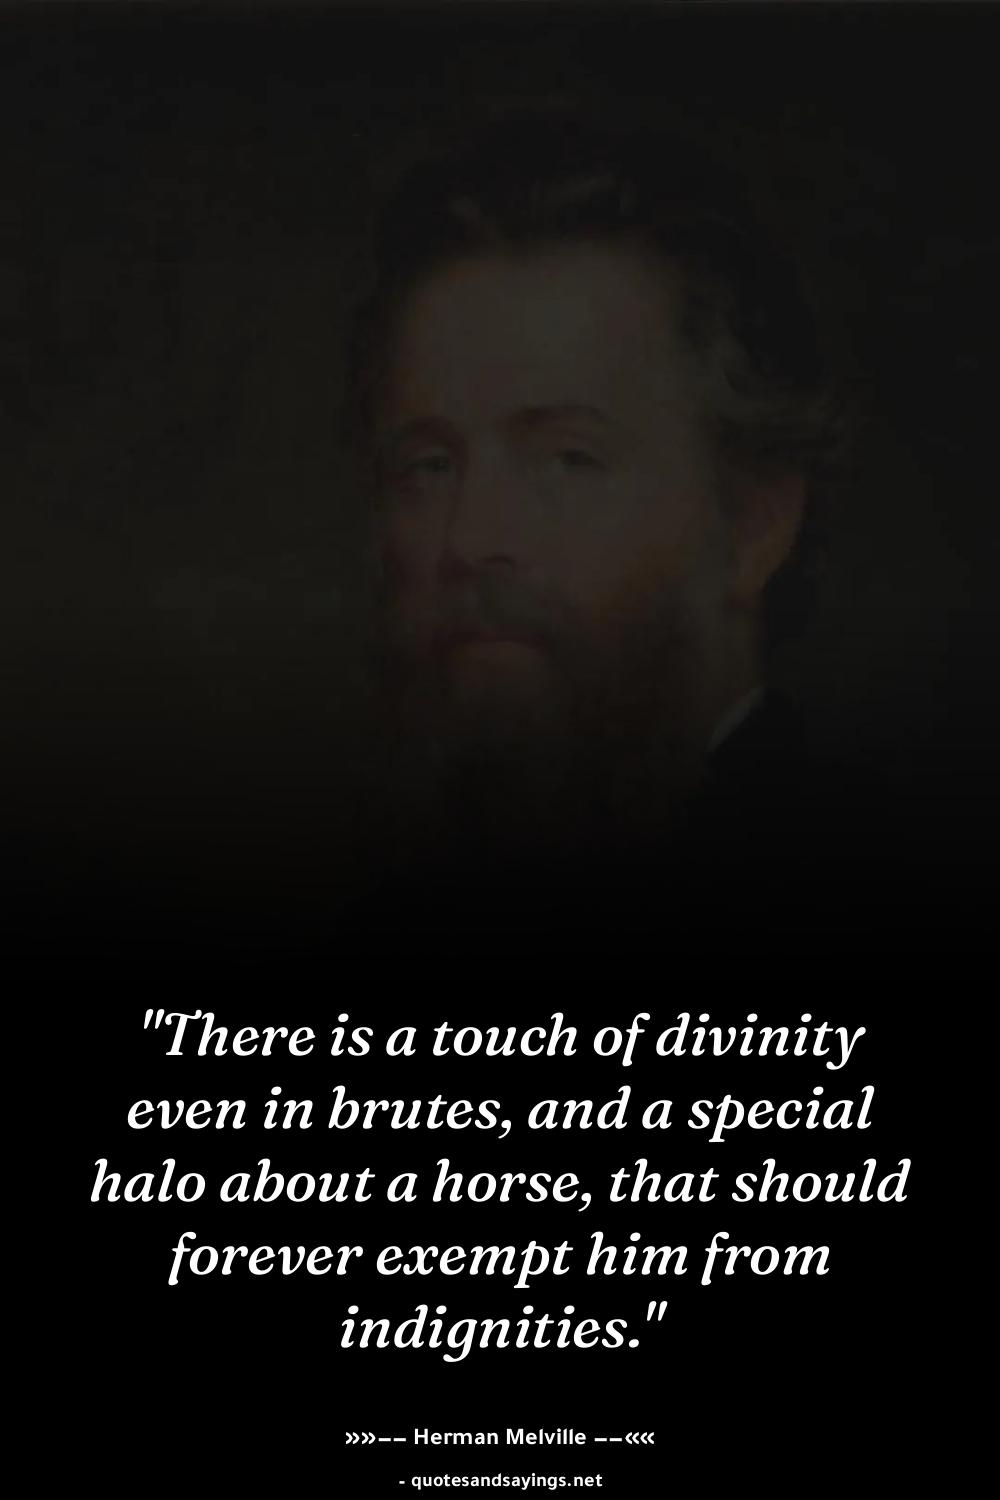 "There is a touch of divinity
even in brutes, and a special
halo about a horse, that should
forever exempt him from
indignities."
»»—— Herman Melville ——««
- quotesandsayings.net